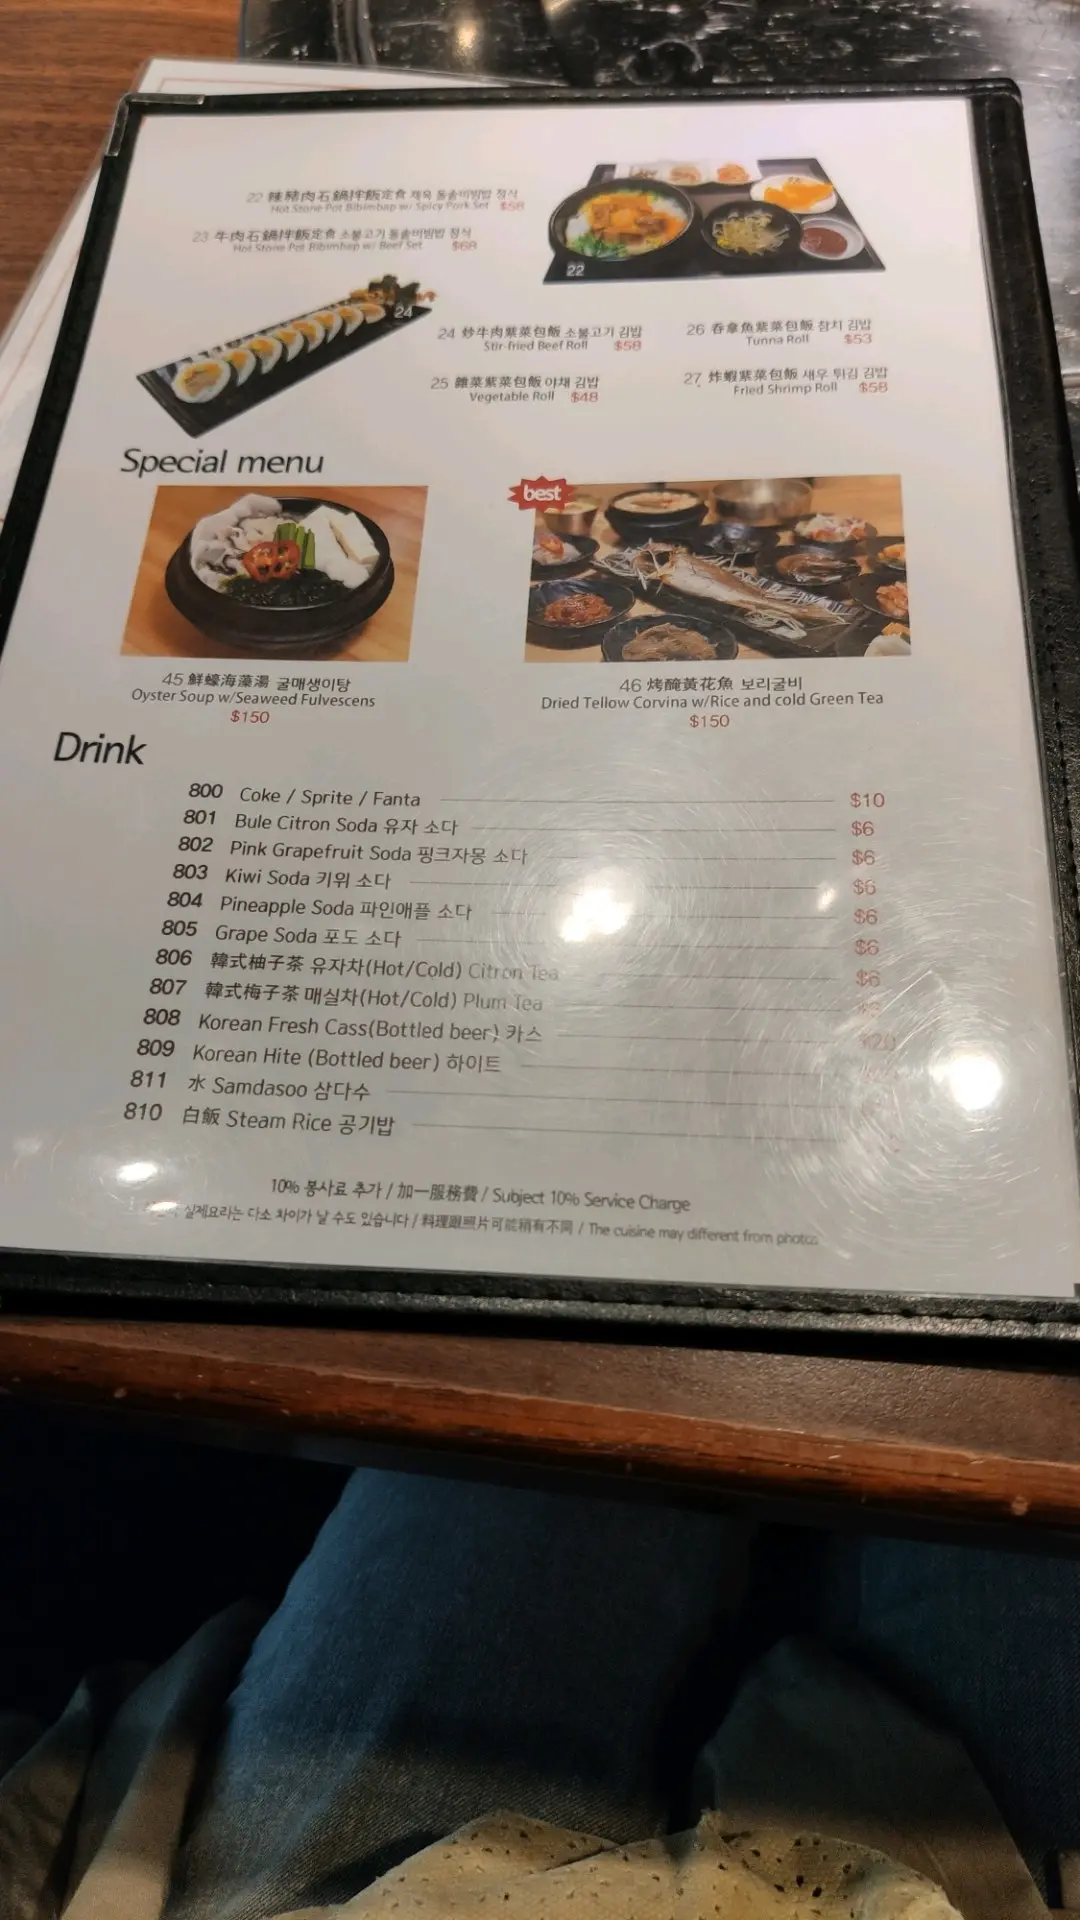 22 辣豬肉石鍋拌飯定食 제육 돌솥비빔밥 정식
Hot Stone Pot Bibimbap w/ Spicy Pork Set $58
23 牛肉石鍋拌飯定食 소불고기 돌솥비빔밥 정식
Hot Stone Pot Bibimbap w/ Beef Set $68
22
24
24 炒牛肉紫菜包飯 소불고기 김밥
Stir-fried Beef Roll $58
26 吞拿魚紫菜包飯 참치 김밥
Tunna Roll $53
25 雜菜紫菜包飯 야채 김밥
Vegetable Roll $48
27 炸蝦紫菜包飯 새우 튀김 김밥
Fried Shrimp Roll $58
Special menu
best
45 鮮蠔海藻湯 굴매생이탕
Oyster Soup w/Seaweed Fulvescens
$150
46 烤醃黃花魚 보리굴비
Dried Tellow Corvina w/Rice and cold Green Tea
$150
Drink
800 Coke / Sprite / Fanta $10
801 Bule Citron Soda 유자 소다 $6
802 Pink Grapefruit Soda 핑크자몽 소다 $6
803 Kiwi Soda 키위 소다 $6
804 Pineapple Soda 파인애플 소다 $6
805 Grape Soda 포도 소다 $6
806 韓式柚子茶 유자차(Hot/Cold) Citron Tea $6
807 韓式梅子茶 매실차(Hot/Cold) Plum Tea
808 Korean Fresh Cass(Bottled beer) 카스 $20
809 Korean Hite (Bottled beer) 하이트
811 水 Samdasoo 삼다수
810 白飯 Steam Rice 공기밥
10% 봉사료 추가 / 加一服務費 / Subject 10% Service Charge
실제요리는 다소 차이가 날 수도 있습니다 / 料理跟照片可能稍有不同 / The cuisine may different from photos